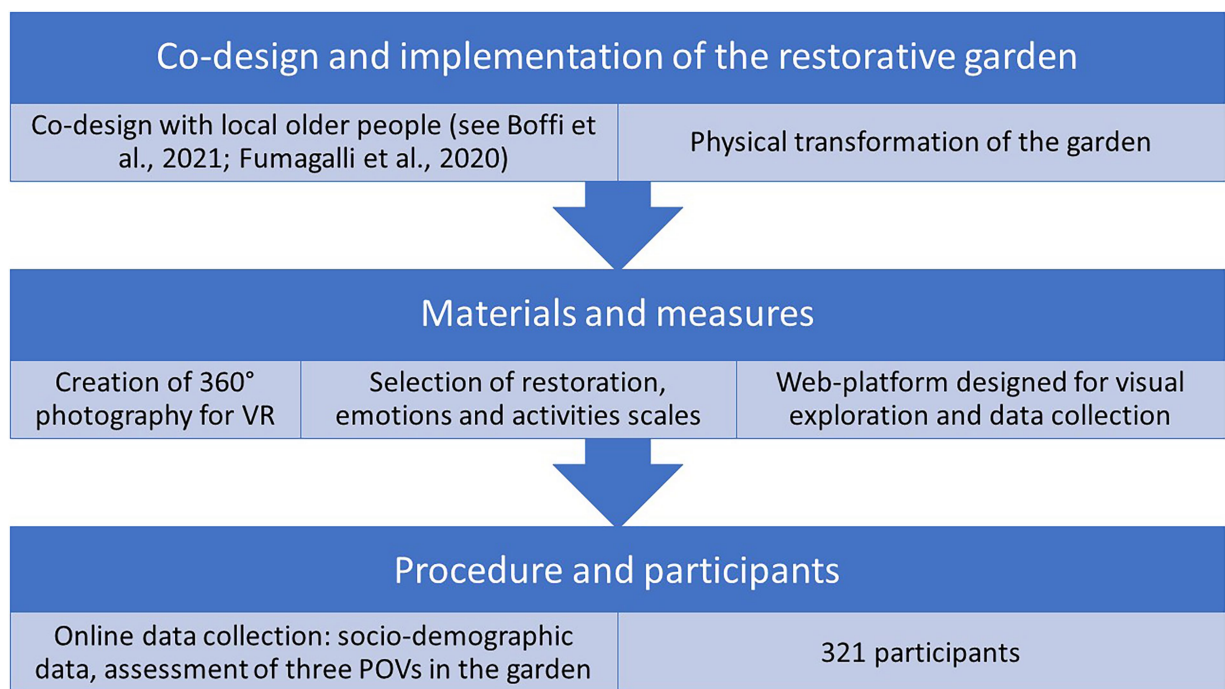 Co-design and implementation of the restorative garden
Co-design with local older people (see Boffi et
al., 2021; Fumagalli et al., 2020)
Physical transformation of the garden
Materials and measures
Creation of 360°
photography for VR
Selection of restoration,
emotions and activities scales
Web-platform designed for visual
exploration and data collection
Procedure and participants
Online data collection: socio-demographic
data, assessment of three POVs in the garden
321 participants